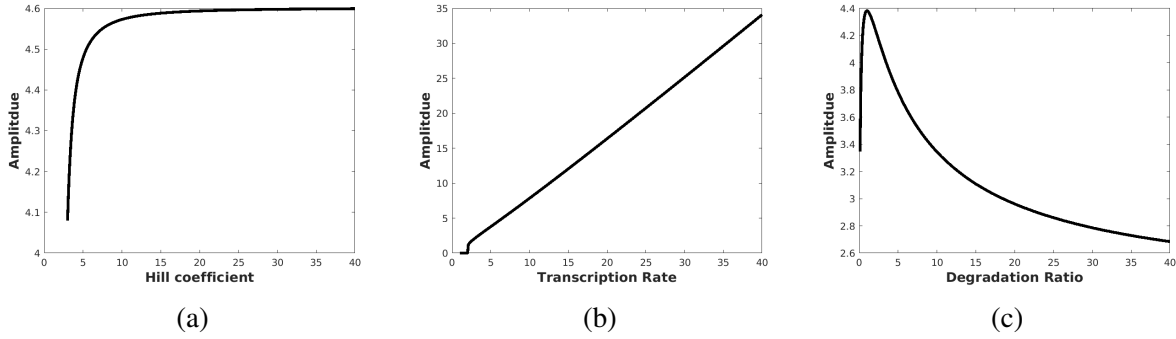 4.6
4.5
4.4
4.3
4.2
4.1
4
0 5 10 15 20 25 30 35 40
Amplitdue
Hill coefficient
(a)
35
30
25
20
15
10
5
0
0 5 10 15 20 25 30 35 40
Amplitdue
Transcription Rate
(b)
4.4
4.2
4
3.8
3.6
3.4
3.2
3
2.8
2.6
0 5 10 15 20 25 30 35 40
Amplitdue
Degradation Ratio
(c)